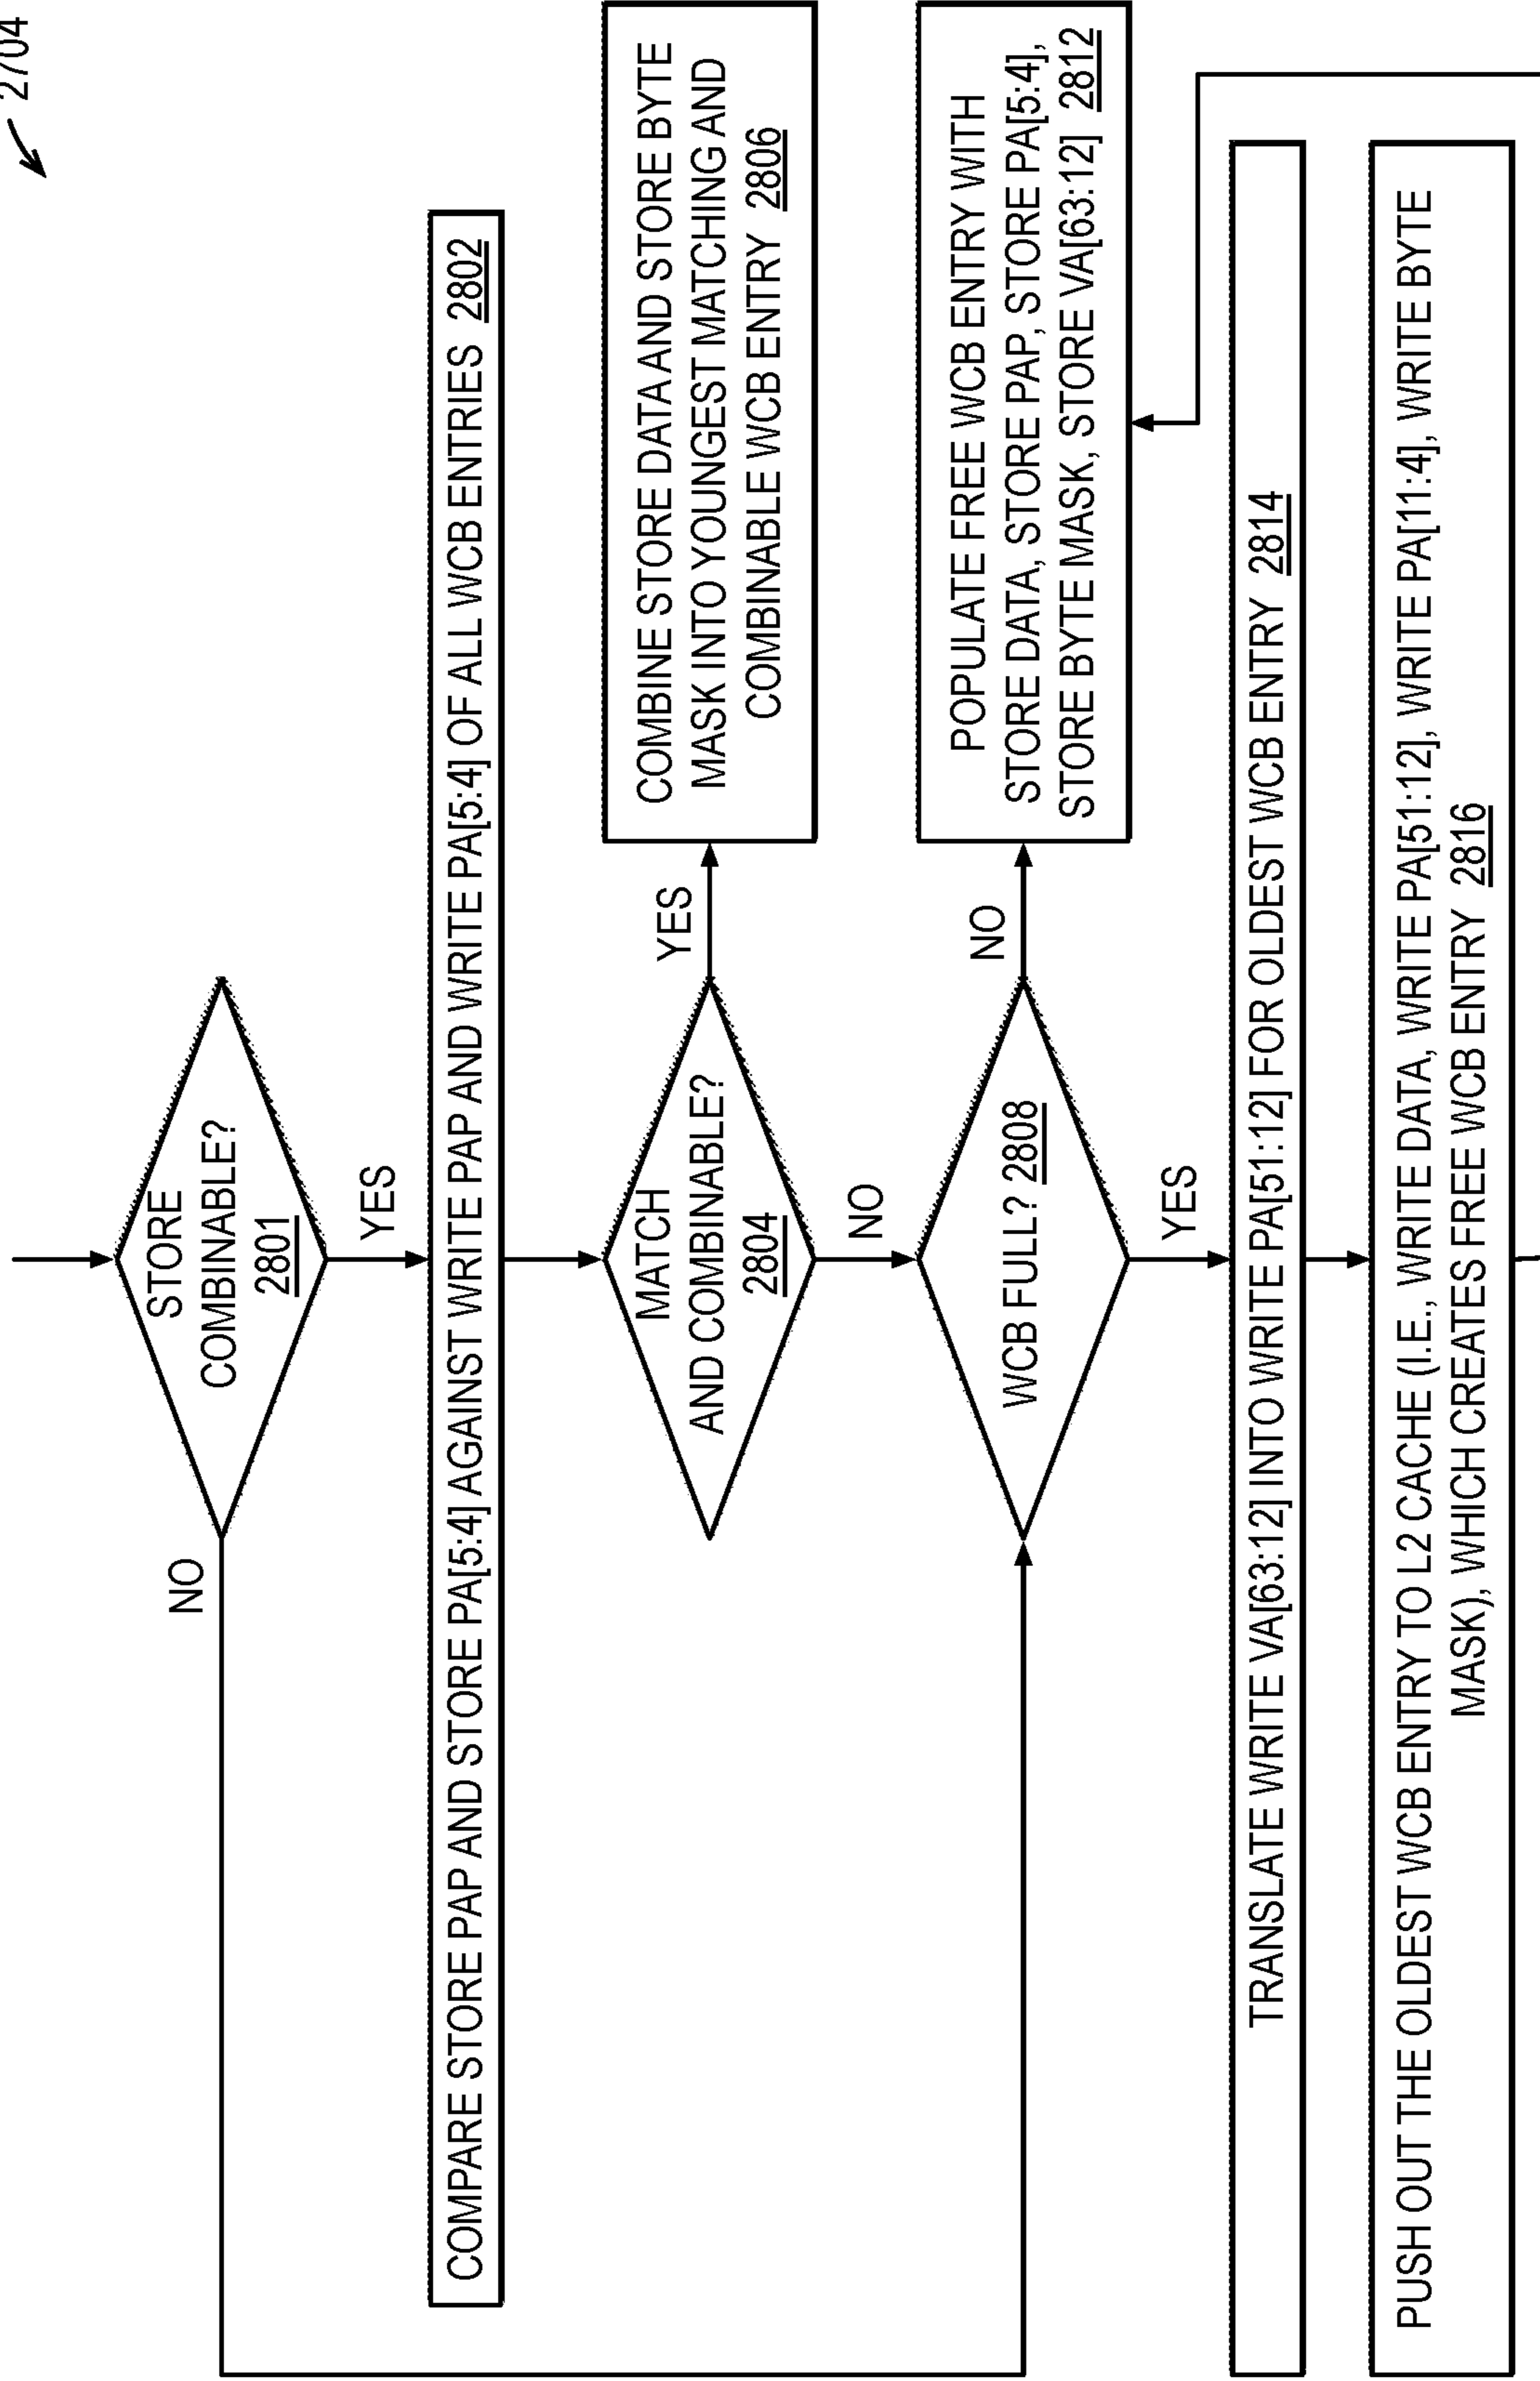 2704
STORE
COMBINABLE?
2801
NO
YES
COMPARE STORE PAP AND STORE PA[5:4] AGAINST WRITE PAP AND WRITE PA[5:4] OF ALL WCB ENTRIES 2802
MATCH
AND COMBINABLE?
2804
YES
COMBINE STORE DATA AND STORE BYTE
MASK INTO YOUNGEST MATCHING AND
COMBINABLE WCB ENTRY 2806
NO
WCB FULL? 2808
NO
POPULATE FREE WCB ENTRY WITH
STORE DATA, STORE PAP, STORE PA[5:4],
STORE BYTE MASK, STORE VA[63:12] 2812
YES
TRANSLATE WRITE VA[63:12] INTO WRITE PA[51:12] FOR OLDEST WCB ENTRY 2814
PUSH OUT THE OLDEST WCB ENTRY TO L2 CACHE (I.E., WRITE DATA, WRITE PA[51:12], WRITE PA[11:4], WRITE BYTE
MASK), WHICH CREATES FREE WCB ENTRY 2816